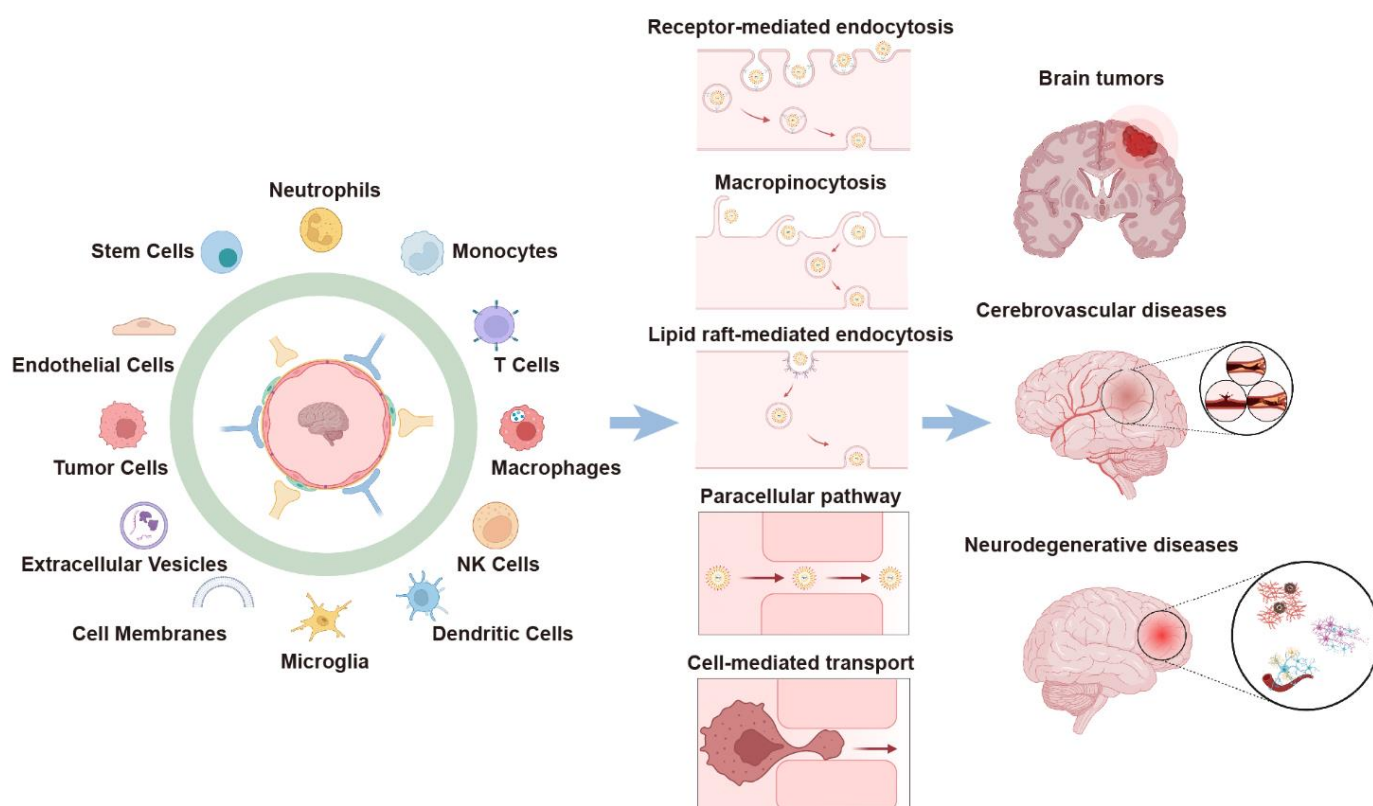 Neutrophils
Stem Cells
Monocytes
Endothelial Cells
T Cells
Tumor Cells
Macrophages
Extracellular Vesicles
NK Cells
Cell Membranes
Dendritic Cells
Microglia
Receptor-mediated endocytosis
Macropinocytosis
Lipid raft-mediated endocytosis
Paracellular pathway
Cell-mediated transport
Brain tumors
Cerebrovascular diseases
Neurodegenerative diseases